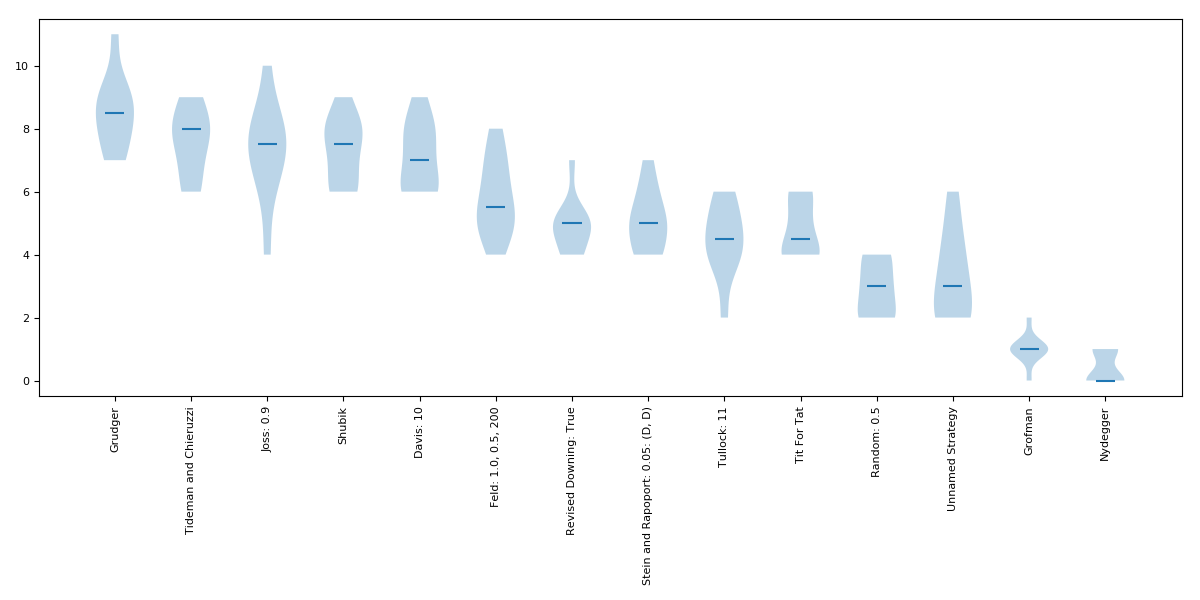 10
8
6
4
2
0
Grudger
Tideman and Chieruzzi
Joss: 0.9
Shubik
Davis: 10
Feld: 1.0, 0.5, 200
Revised Downing: True
Stein and Rapoport: 0.05: (D, D)
Tullock: 11
Tit For Tat
Random: 0.5
Unnamed Strategy
Grofman
Nydegger